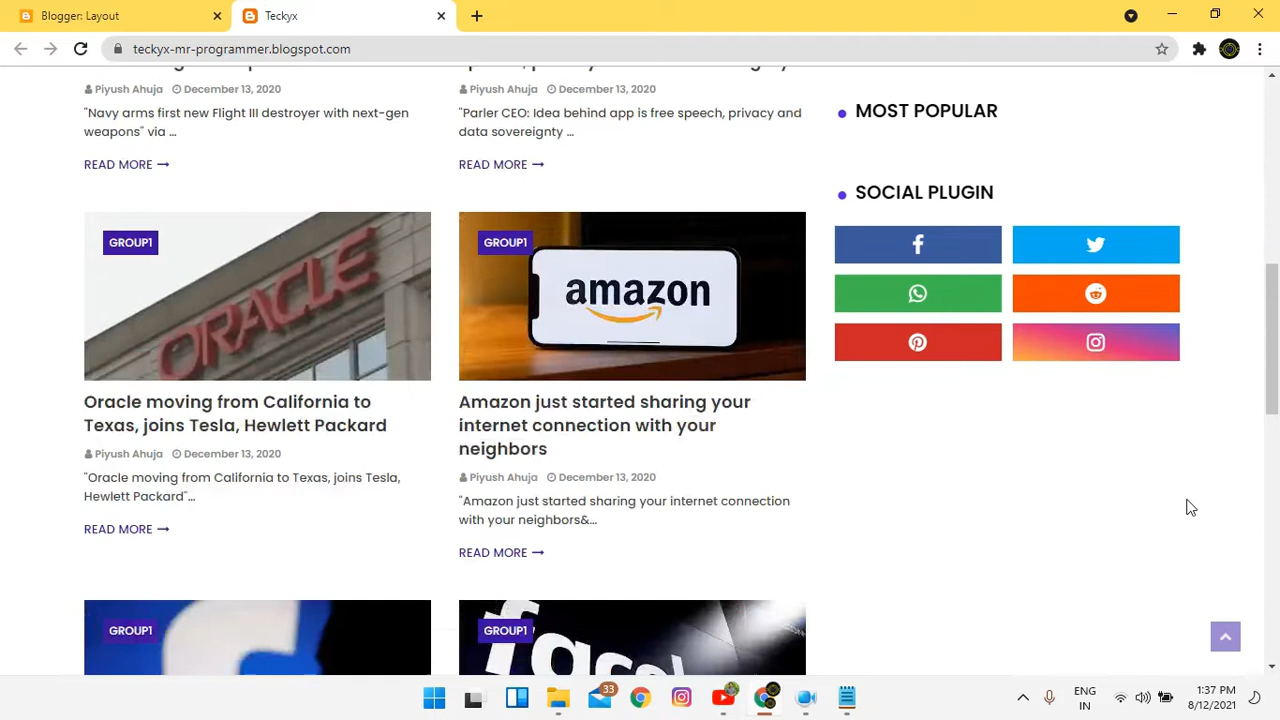 Blogger: Layout
Teckyx
teckyx-mr-programmer.blogspot.com
Piyush Ahuja December 13, 2020
"Navy arms first new Flight III destroyer with next-gen
weapons" via ...
READ MORE
Piyush Ahuja December 13, 2020
"Parler CEO: Idea behind app is free speech, privacy and
data sovereignty ...
READ MORE
GROUP1
ORACLE
Oracle moving from California to
Texas, joins Tesla, Hewlett Packard
Piyush Ahuja December 13, 2020
"Oracle moving from California to Texas, joins Tesla,
Hewlett Packard"...
READ MORE
GROUP1
amazon
Amazon just started sharing your
internet connection with your
neighbors
Piyush Ahuja December 13, 2020
"Amazon just started sharing your internet connection
with your neighbors&...
READ MORE
GROUP1
GROUP1
MOST POPULAR
SOCIAL PLUGIN
33
ENG
IN
1:37 PM
8/12/2021